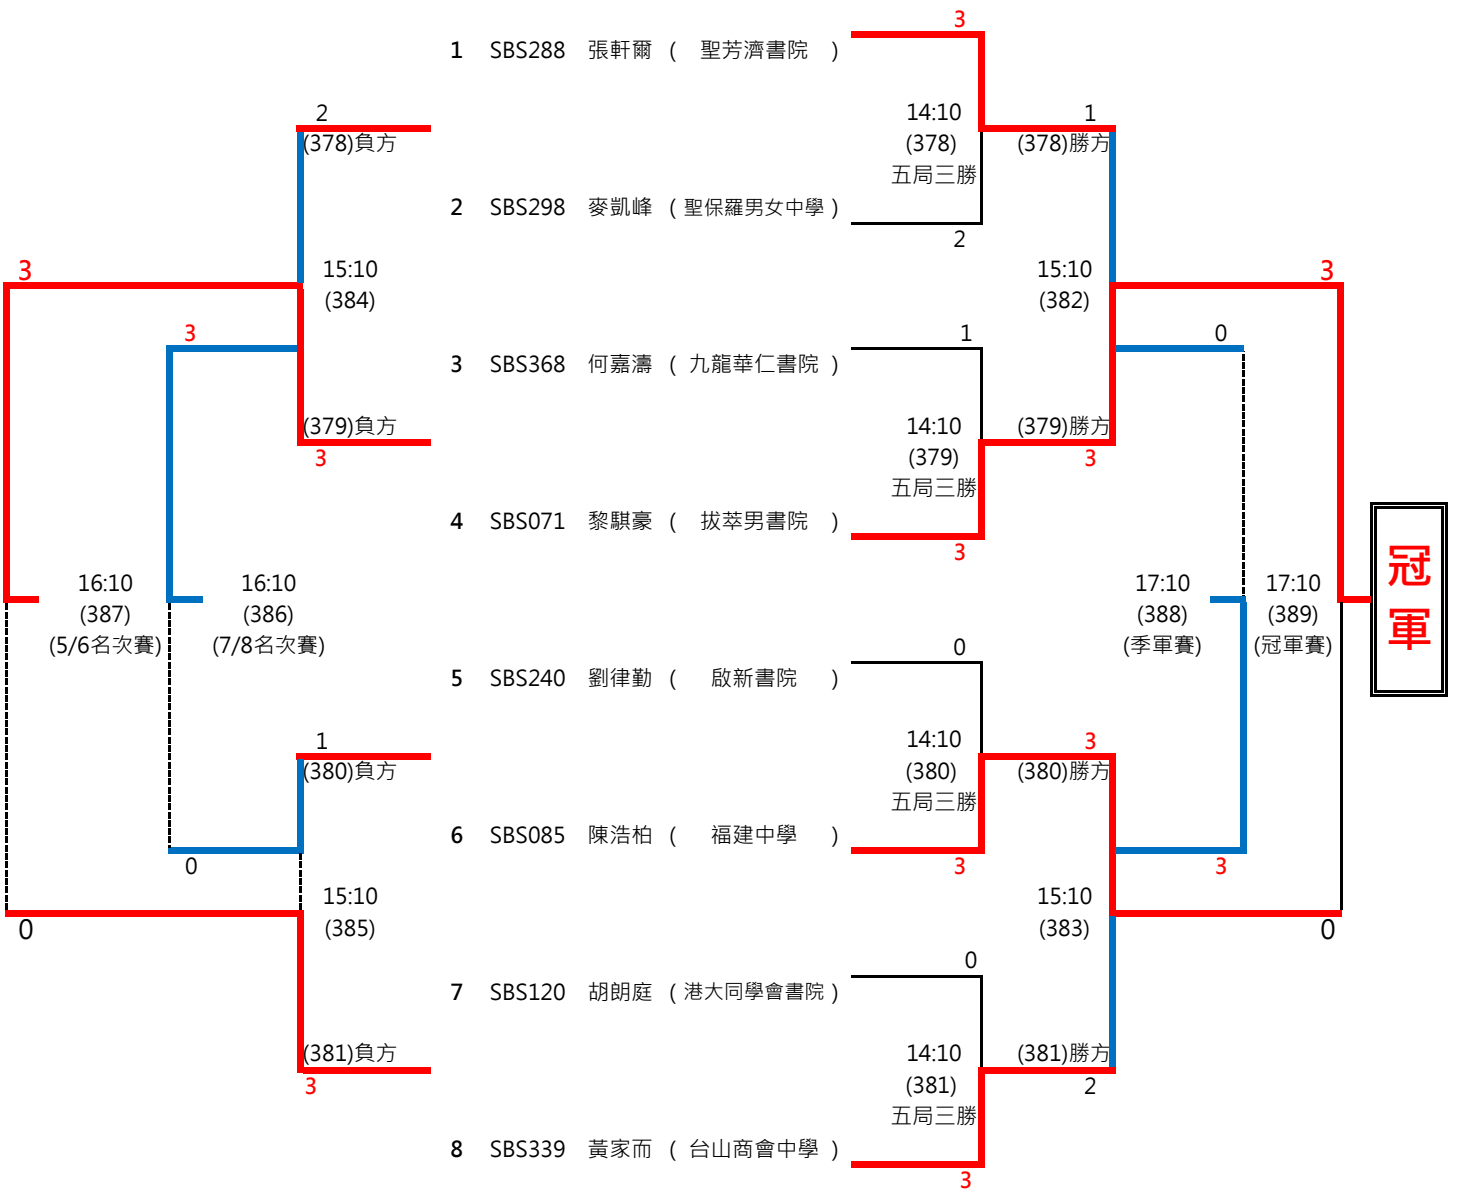 3
1 SBS288 張軒爾 ( 聖芳濟書院 )
2 14:10 1
(378)負方 (378) (378)勝方
五局三勝
2 SBS298 麥凱峰 ( 聖保羅男女中學 )
2
3 15:10 15:10 3
(384) (382)
3 1 0
3 SBS368 何嘉濤 ( 九龍華仁書院 )
(379)負方 14:10 (379)勝方
3 (379) 3
五局三勝
4 SBS071 黎騏豪 ( 拔萃男書院 )
3
冠
16:10 16:10 17:10 17:10
(387) (386) (388) (389)
軍
(5/6名次賽) (7/8名次賽) (季軍賽) (冠軍賽)
0
5 SBS240 劉律勤 ( 啟新書院 )
1 14:10 3
(380)負方 (380) (380)勝方
五局三勝
6 SBS085 陳浩柏 ( 福建中學 )
0 3 3
15:10 15:10
0 (385) (383) 0
0
7 SBS120 胡朗庭 ( 港大同學會書院 )
(381)負方 14:10 (381)勝方
3 (381) 2
五局三勝
8 SBS339 黃家而 ( 台山商會中學 )
3